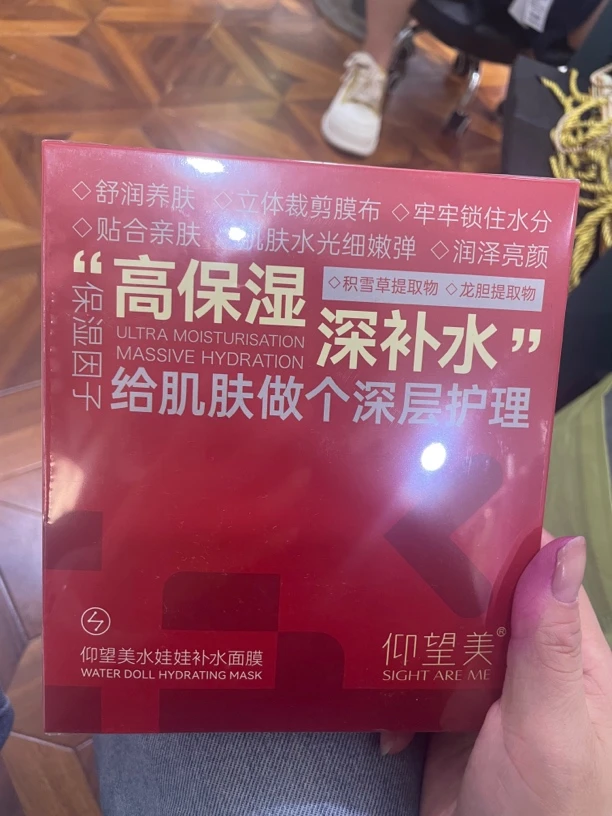 ◇舒润养肤 ◇立体裁剪膜布 ◇牢牢锁住水分
◇贴合亲肤 肌肤水光细嫩弹 ◇润泽亮颜
“高保湿
◇积雪草提取物 ◇龙胆提取物
ULTRA MOISTURISATION
MASSIVE HYDRATION
深补水”
保湿因子
给肌肤做个深层护理
仰望美水娃娃补水面膜
WATER DOLL HYDRATING MASK
仰望美®
SIGHT ARE ME